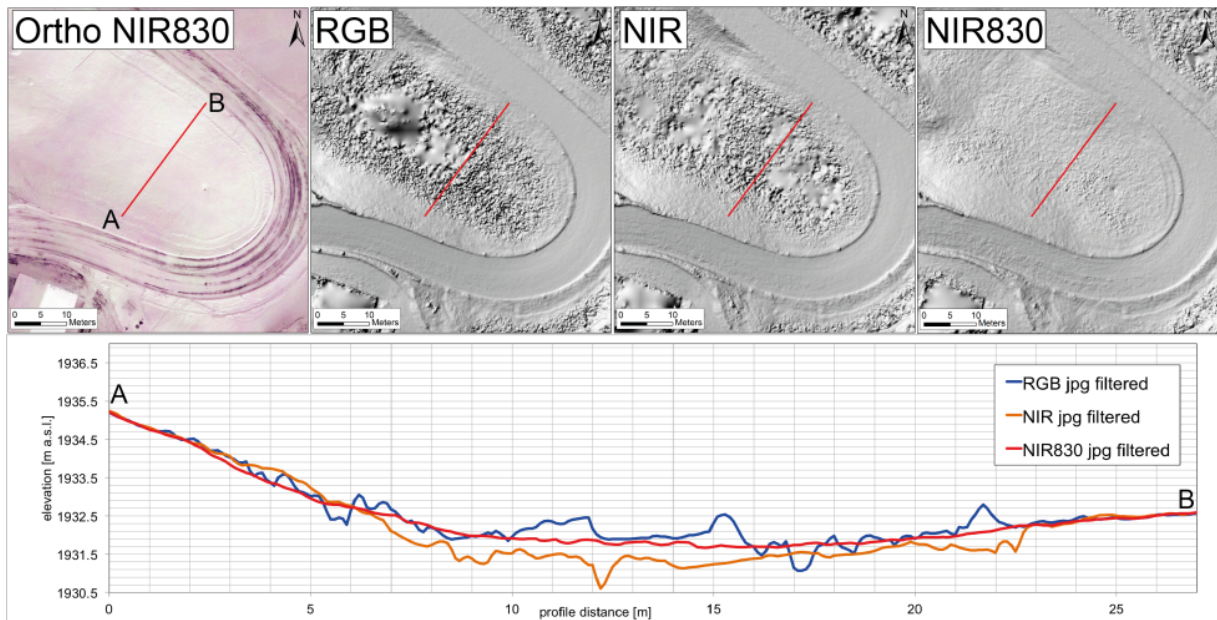 Ortho NIR830
N
B
A
0 5 10
Meters
RGB
N
0 5 10
Meters
NIR
N
0 5 10
Meters
NIR830
N
0 5 10
Meters
1936.5
A
1935.5
1934.5
1933.5
1932.5
1931.5
1930.5
elevation [m a.s.l.]
RGB jpg filtered
NIR jpg filtered
NIR830 jpg filtered
B
0 5 10 15 20 25
profile distance [m]